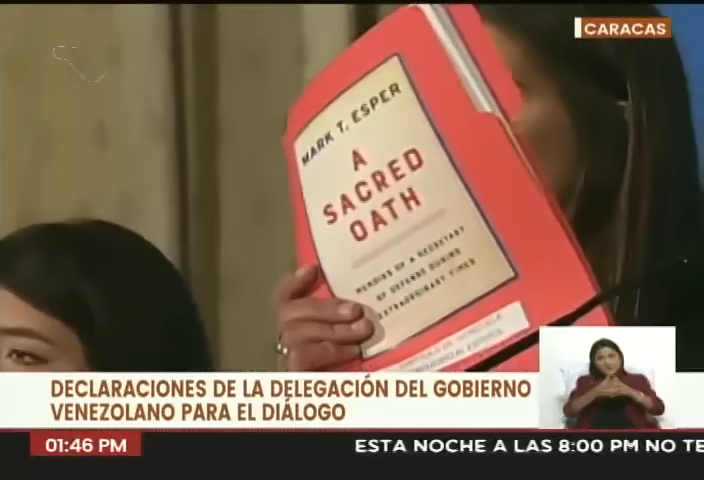 CARACAS
MARK T. ESPER
A
SACRED
OATH
MEMOIRS OF A SECRETARY
OF DEFENSE DURING
EXTRAORDINARY TIMES
DECLARACIONES DE LA DELEGACIÓN DEL GOBIERNO
VENEZOLANO PARA EL DIÁLOGO
01:46 PM
ESTA NOCHE A LAS 8:00 PM NO TE